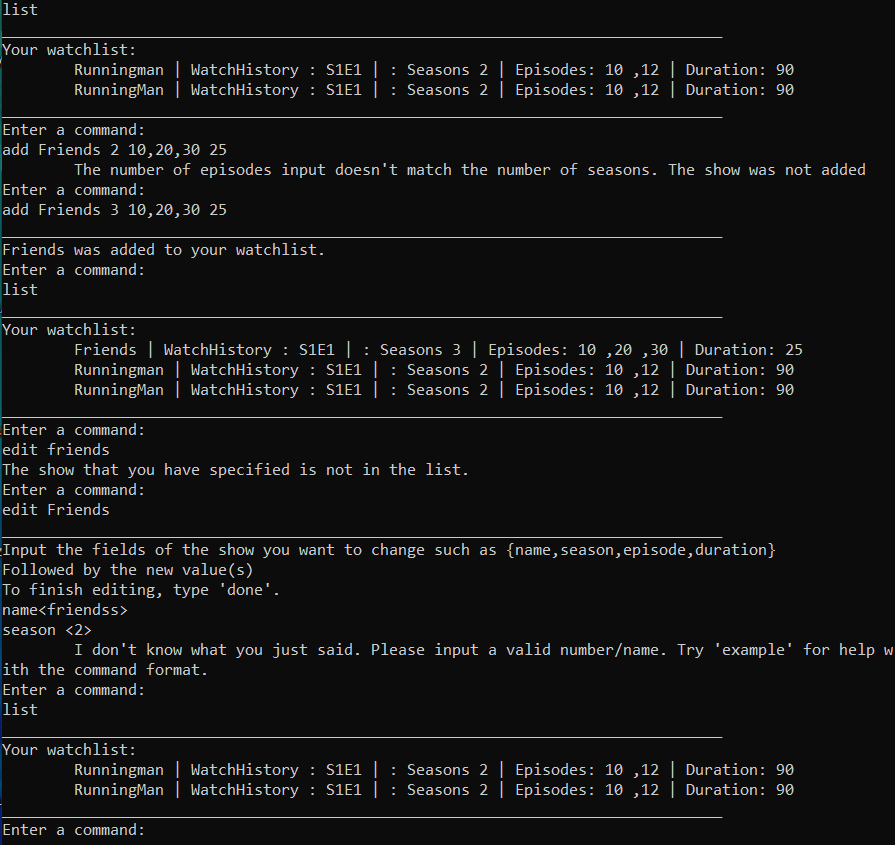 list
________________________________________________________________________________
Your watchlist:
        Runningman | WatchHistory : S1E1 | : Seasons 2 | Episodes: 10 ,12 | Duration: 90
        RunningMan | WatchHistory : S1E1 | : Seasons 2 | Episodes: 10 ,12 | Duration: 90
________________________________________________________________________________
Enter a command:
add Friends 2 10,20,30 25
        The number of episodes input doesn't match the number of seasons. The show was not added
Enter a command:
add Friends 3 10,20,30 25
________________________________________________________________________________
Friends was added to your watchlist.
Enter a command:
list
________________________________________________________________________________
Your watchlist:
        Friends | WatchHistory : S1E1 | : Seasons 3 | Episodes: 10 ,20 ,30 | Duration: 25
        Runningman | WatchHistory : S1E1 | : Seasons 2 | Episodes: 10 ,12 | Duration: 90
        RunningMan | WatchHistory : S1E1 | : Seasons 2 | Episodes: 10 ,12 | Duration: 90
________________________________________________________________________________
Enter a command:
edit friends
The show that you have specified is not in the list.
Enter a command:
edit Friends
________________________________________________________________________________
Input the fields of the show you want to change such as {name,season,episode,duration}
Followed by the new value(s)
To finish editing, type 'done'.
name<friendss>
season <2>
        I don't know what you just said. Please input a valid number/name. Try 'example' for help w
ith the command format.
Enter a command:
list
________________________________________________________________________________
Your watchlist:
        Runningman | WatchHistory : S1E1 | : Seasons 2 | Episodes: 10 ,12 | Duration: 90
        RunningMan | WatchHistory : S1E1 | : Seasons 2 | Episodes: 10 ,12 | Duration: 90
________________________________________________________________________________
Enter a command: